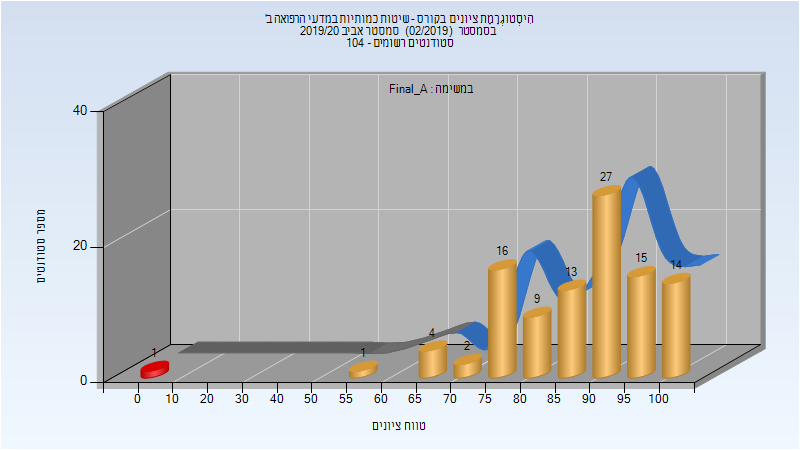 היסטוגרמת ציונים בקורס - שיטות כמותיות במדעי הרפואה ב'
בסמסטר (02/2019) סמסטר אביב 2019/20
סטודנטים רשומים - 104
במשימה : Final_A
מספר סטודנטים
40
20
0
1
1
4
2
16
9
13
27
15
14
0 10 40 50 55 60 65 70 75 80 85 90 95 100
טווח ציונים